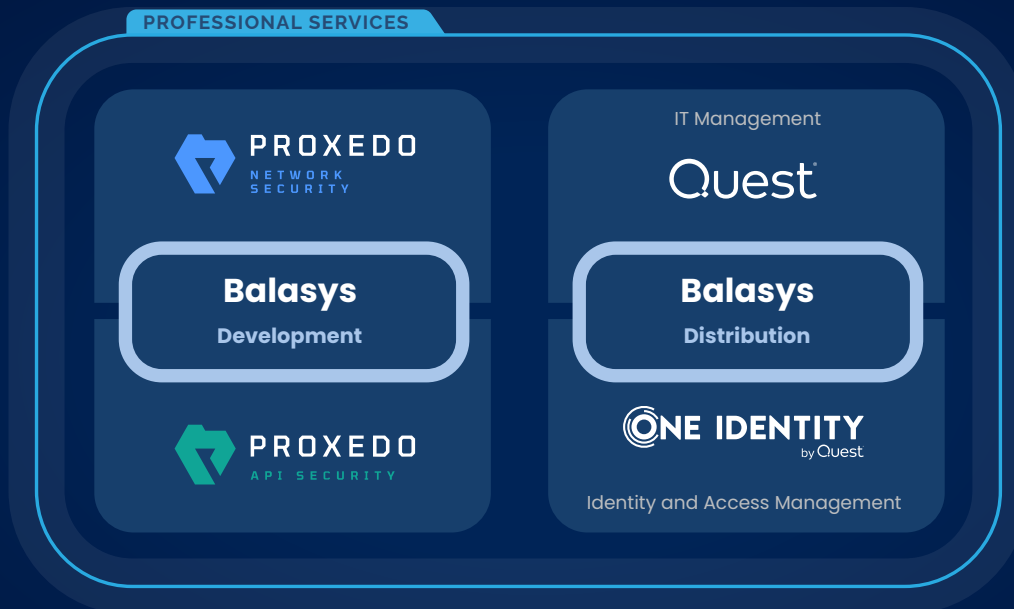 PROFESSIONAL SERVICES
PROXEDO
NETWORK
SECURITY
Balasys
Development
PROXEDO
API SECURITY
IT Management
Quest
Balasys
Distribution
ONE IDENTITY
by Quest
Identity and Access Management